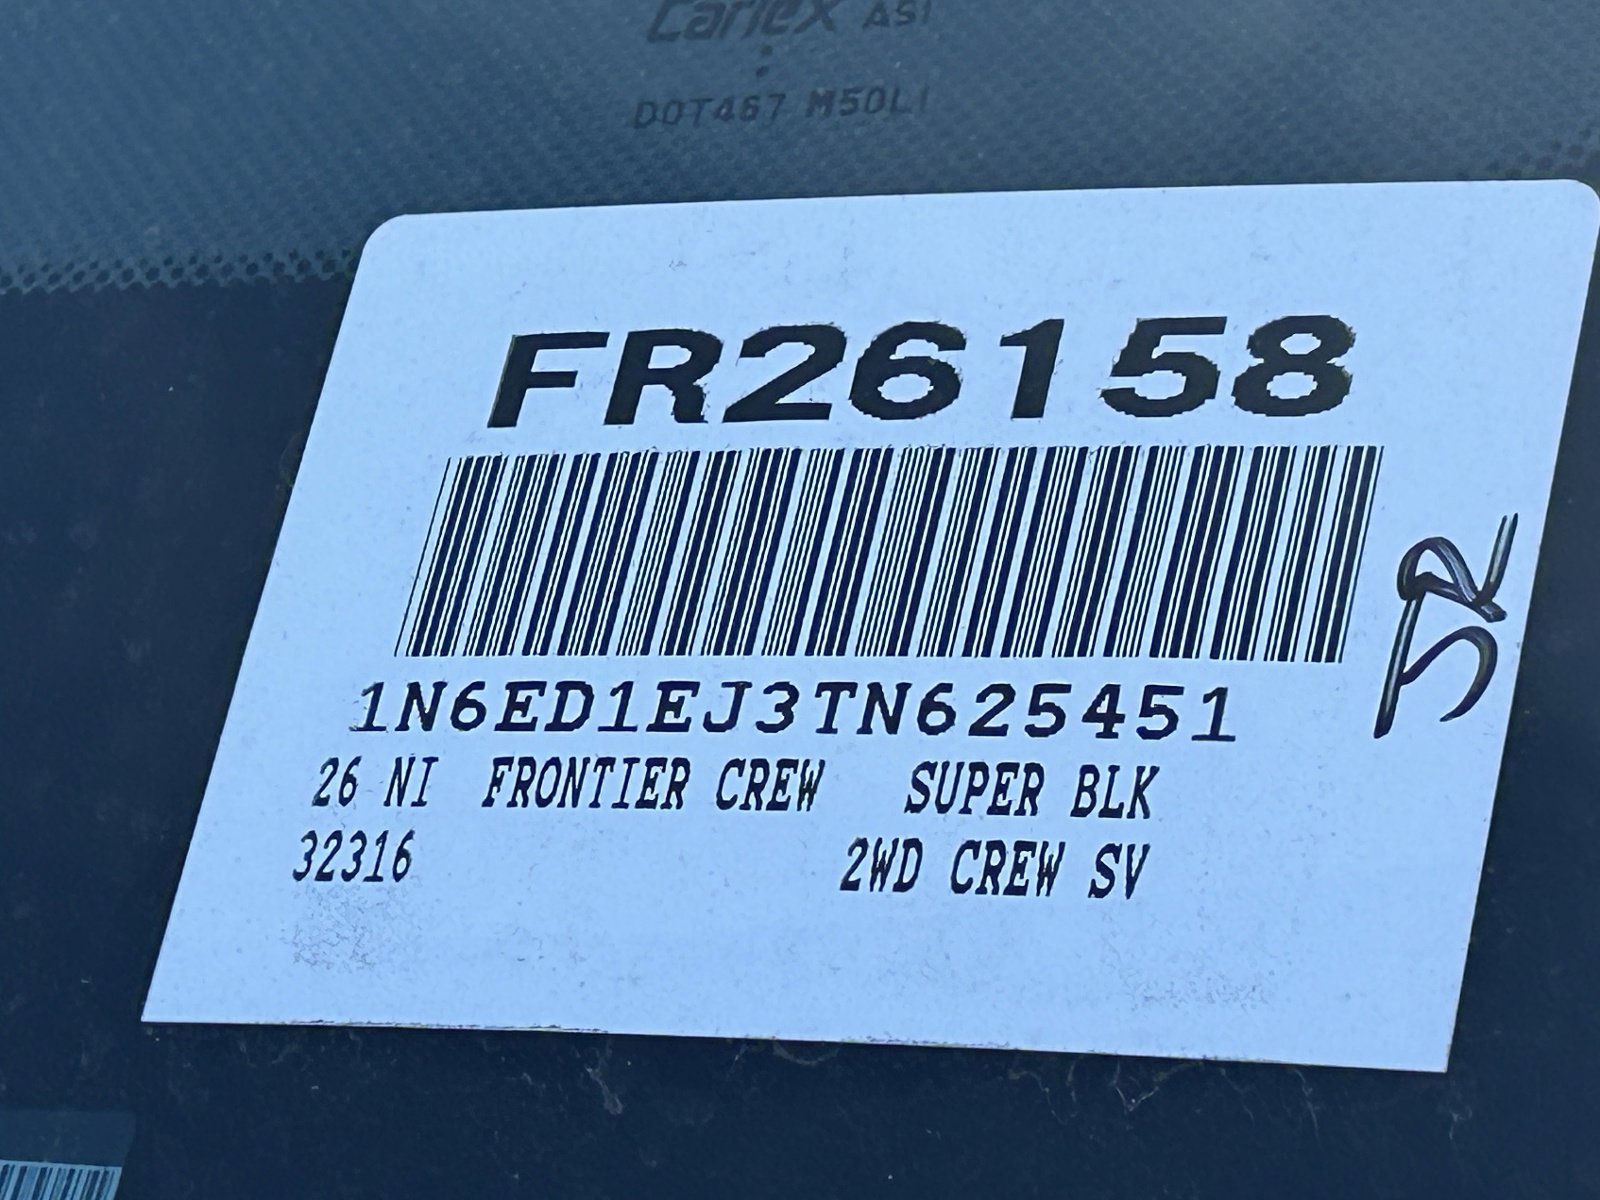 Carlex ASI
DOT467 M50L1
FR26158
1N6ED1EJ3TN625451
26 NI FRONTIER CREW SUPER BLK
32316 2WD CREW SV